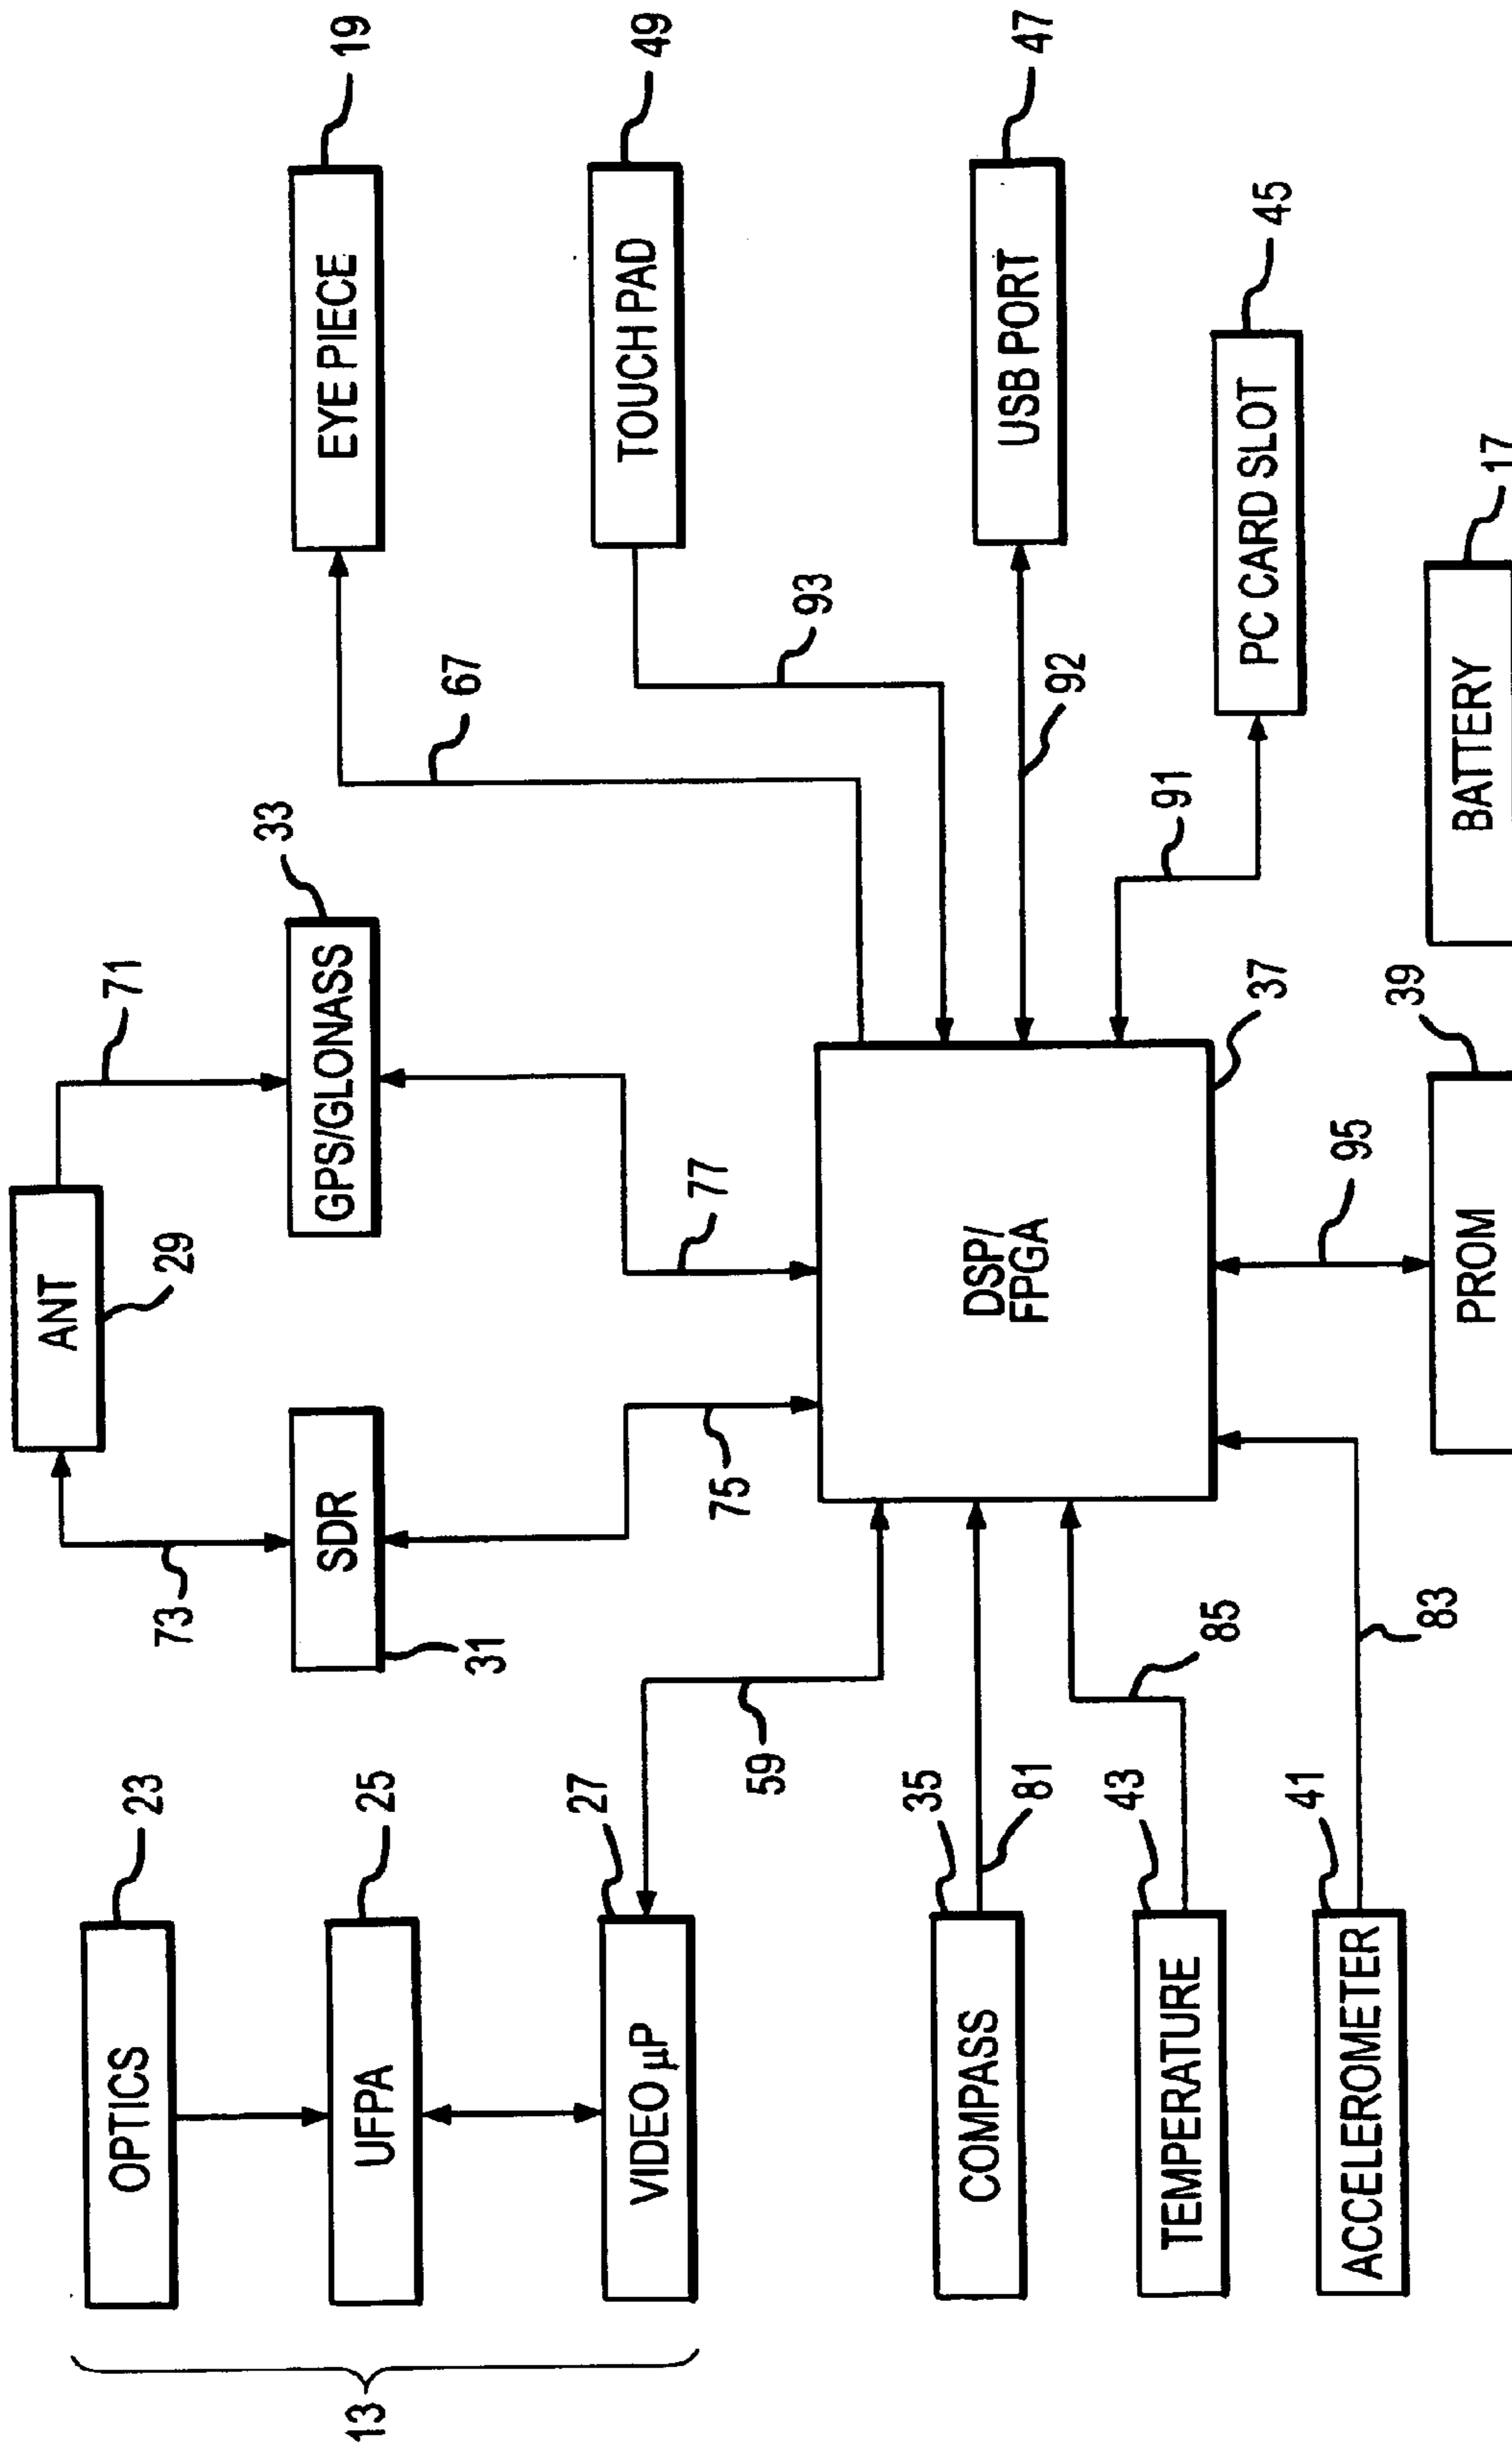 13
OPTICS
23
UFPA
25
VIDEO µP
27
59
COMPASS
35
81
TEMPERATURE
43
85
ACCELEROMETER
41
83
ANT
29
73
71
SDR
31
75
GPS/GLONASS
33
77
DSP/
FPGA
37
PROM
39
95
EYE PIECE
19
67
TOUCH PAD
49
93
USB PORT
47
92
PC CARD SLOT
45
91
BATTERY
17